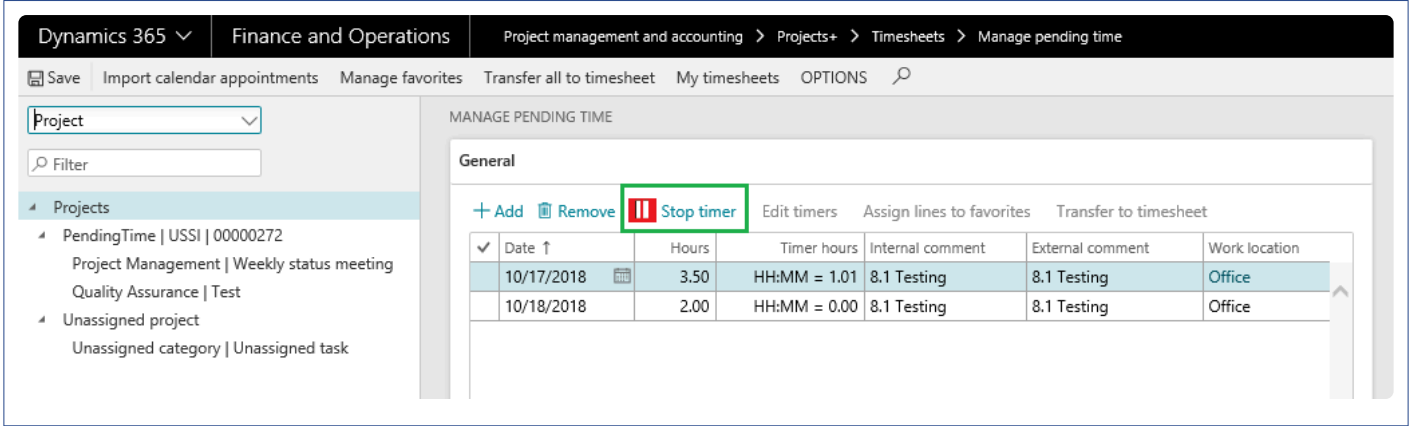 Dynamics 365 Finance and Operations Project management and accounting > Projects+ > Timesheets > Manage pending time
Save Import calendar appointments Manage favorites Transfer all to timesheet My timesheets OPTIONS
Project
Filter
Projects
PendingTime | USSI | 00000272
Project Management | Weekly status meeting
Quality Assurance | Test
Unassigned project
Unassigned category | Unassigned task
MANAGE PENDING TIME
General
+ Add Remove Stop timer Edit timers Assign lines to favorites Transfer to timesheet
✓ Date ↑ Hours Timer hours Internal comment External comment Work location
10/17/2018 3.50 HH:MM = 1.01 8.1 Testing 8.1 Testing Office
10/18/2018 2.00 HH:MM = 0.00 8.1 Testing 8.1 Testing Office